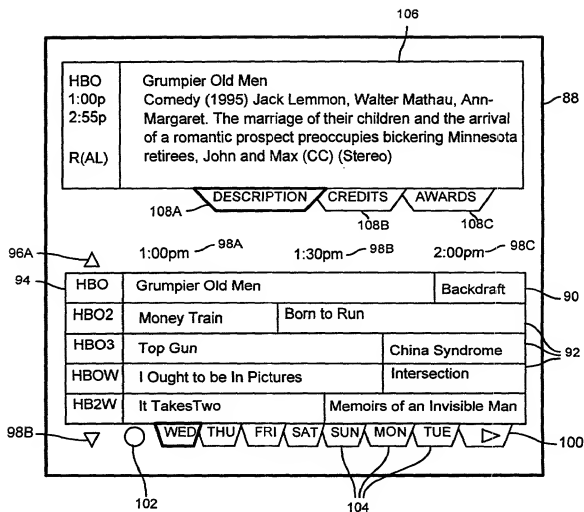 106
HBO Grumpier Old Men
1:00p Comedy (1995) Jack Lemmon, Walter Mathau, Ann-
2:55p Margaret. The marriage of their children and the arrival
of a romantic prospect preoccupies bickering Minnesota
R(AL) retirees, John and Max (CC) (Stereo)
88
DESCRIPTION CREDITS AWARDS
108A 108B 108C
96A 1:00pm 98A 1:30pm 98B 2:00pm 98C
94 HBO Grumpier Old Men Backdraft 90
HBO2 Money Train Born to Run
HBO3 Top Gun China Syndrome 92
HBOW I Ought to be In Pictures Intersection
HB2W It TakesTwo Memoirs of an Invisible Man
98B WED THU FRI SAT SUN MON TUE 100
102 104